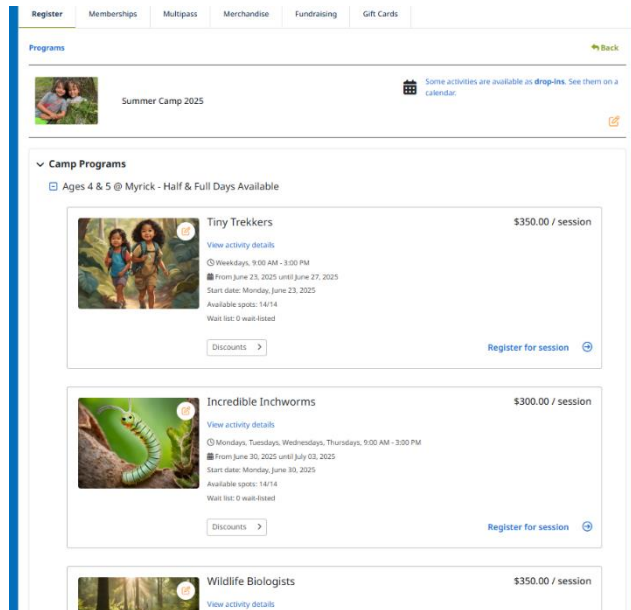 Register Memberships Multipass Merchandise Fundraising Gift Cards
Programs Back
Summer Camp 2025
Some activities are available as drop-ins. See them on a
calendar.
Camp Programs
Ages 4 & 5 @ Myrick - Half & Full Days Available
Tiny Trekkers $350.00 / session
View activity details
Weekdays, 9:00 AM - 3:00 PM
From June 23, 2025 until June 27, 2025
Start date: Monday, June 23, 2025
Available spots: 14/14
Wait list: 0 wait-listed
Discounts Register for session
Incredible Inchworms $300.00 / session
View activity details
Mondays, Tuesdays, Wednesdays, Thursdays, 9:00 AM - 3:00 PM
From June 30, 2025 until July 03, 2025
Start date: Monday, June 30, 2025
Available spots: 14/14
Wait list: 0 wait-listed
Discounts Register for session
Wildlife Biologists $350.00 / session
View activity details